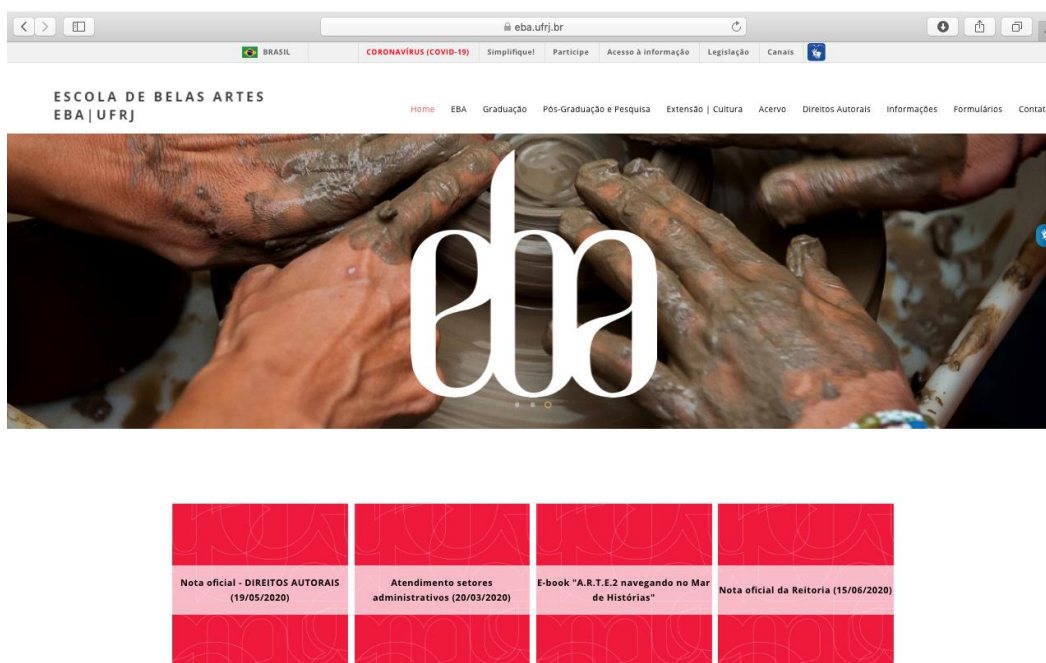 eba.ufrj.br
BRASIL CORONAVÍRUS (COVID-19) Simplifique! Participe Acesso à informação Legislação Canais
ESCOLA DE BELAS ARTES
EBA|UFRJ
Home EBA Graduação Pós-Graduação e Pesquisa Extensão | Cultura Acervo Direitos Autorais Informações Formulários Contat
eba
Nota oficial - DIREITOS AUTORAIS
(19/05/2020)
Atendimento setores
administrativos (20/03/2020)
E-book "A.R.T.E.2 navegando no Mar
de Histórias"
Nota oficial da Reitoria (15/06/2020)